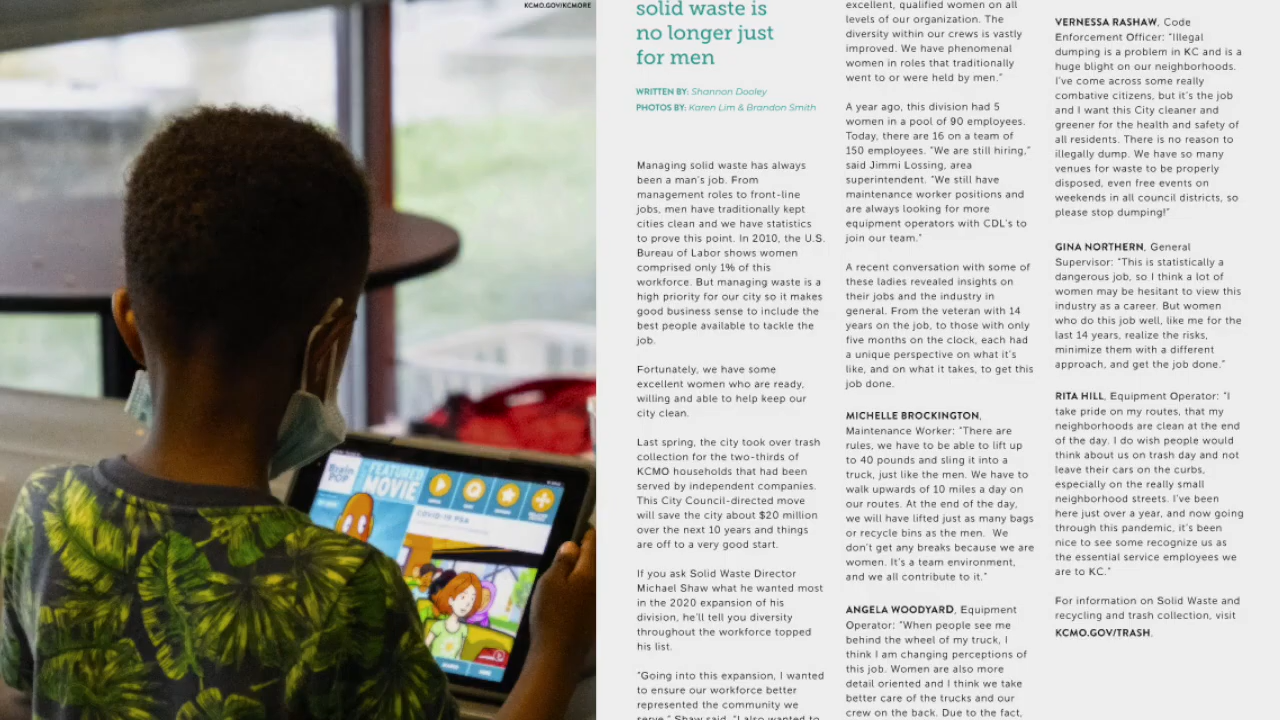 KCMO.GOV/KCMORE
Brain
POP
FEATURED
MOVIE
COVID-19 PSA
solid waste is
no longer just
for men
WRITTEN BY: Shannon Dooley
PHOTOS BY: Karen Lim & Brandon Smith
Managing solid waste has always
been a man's job. From
management roles to front-line
jobs, men have traditionally kept
cities clean and we have statistics
to prove this point. In 2010, the U.S.
Bureau of Labor shows women
comprised only 1% of this
workforce. But managing waste is a
high priority for our city so it makes
good business sense to include the
best people available to tackle the
job.
Fortunately, we have some
excellent women who are ready,
willing and able to help keep our
city clean.
Last spring, the city took over trash
collection for the two-thirds of
KCMO households that had been
served by independent companies.
This City Council-directed move
will save the city about $20 million
over the next 10 years and things
are off to a very good start.
If you ask Solid Waste Director
Michael Shaw what he wanted most
in the 2020 expansion of his
division, he'll tell you diversity
throughout the workforce topped
his list.
"Going into this expansion, I wanted
to ensure our workforce better
represented the community we
serve," Shaw said. "I also wanted to
excellent, qualified women on all
levels of our organization. The
diversity within our crews is vastly
improved. We have phenomenal
women in roles that traditionally
went to or were held by men."
A year ago, this division had 5
women in a pool of 90 employees.
Today, there are 16 on a team of
150 employees. "We are still hiring,"
said Jimmi Lossing, area
superintendent. "We still have
maintenance worker positions and
are always looking for more
equipment operators with CDL's to
join our team."
A recent conversation with some of
these ladies revealed insights on
their jobs and the industry in
general. From the veteran with 14
years on the job, to those with only
five months on the clock, each had
a unique perspective on what it's
like, and on what it takes, to get this
job done.
MICHELLE BROCKINGTON,
Maintenance Worker: "There are
rules, we have to be able to lift up
to 40 pounds and sling it into a
truck, just like the men. We have to
walk upwards of 10 miles a day on
our routes. At the end of the day,
we will have lifted just as many bags
or recycle bins as the men. We
don't get any breaks because we are
women. It's a team environment,
and we all contribute to it."
ANGELA WOODYARD, Equipment
Operator: "When people see me
behind the wheel of my truck, I
think I am changing perceptions of
this job. Women are also more
detail oriented and I think we take
better care of the trucks and our
crew on the back. Due to the fact,
VERNESSA RASHAW, Code
Enforcement Officer: "Illegal
dumping is a problem in KC and is a
huge blight on our neighborhoods.
I've come across some really
combative citizens, but it's the job
and I want this City cleaner and
greener for the health and safety of
all residents. There is no reason to
illegally dump. We have so many
venues for waste to be properly
disposed, even free events on
weekends in all council districts, so
please stop dumping!"
GINA NORTHERN, General
Supervisor: "This is statistically a
dangerous job, so I think a lot of
women may be hesitant to view this
industry as a career. But women
who do this job well, like me for the
last 14 years, realize the risks,
minimize them with a different
approach, and get the job done."
RITA HILL, Equipment Operator: "I
take pride on my routes, that my
neighborhoods are clean at the end
of the day. I do wish people would
think about us on trash day and not
leave their cars on the curbs,
especially on the really small
neighborhood streets. I've been
here just over a year, and now going
through this pandemic, it's been
nice to see some recognize us as
the essential service employees we
are to KC."
For information on Solid Waste and
recycling and trash collection, visit
KCMO.GOV/TRASH.